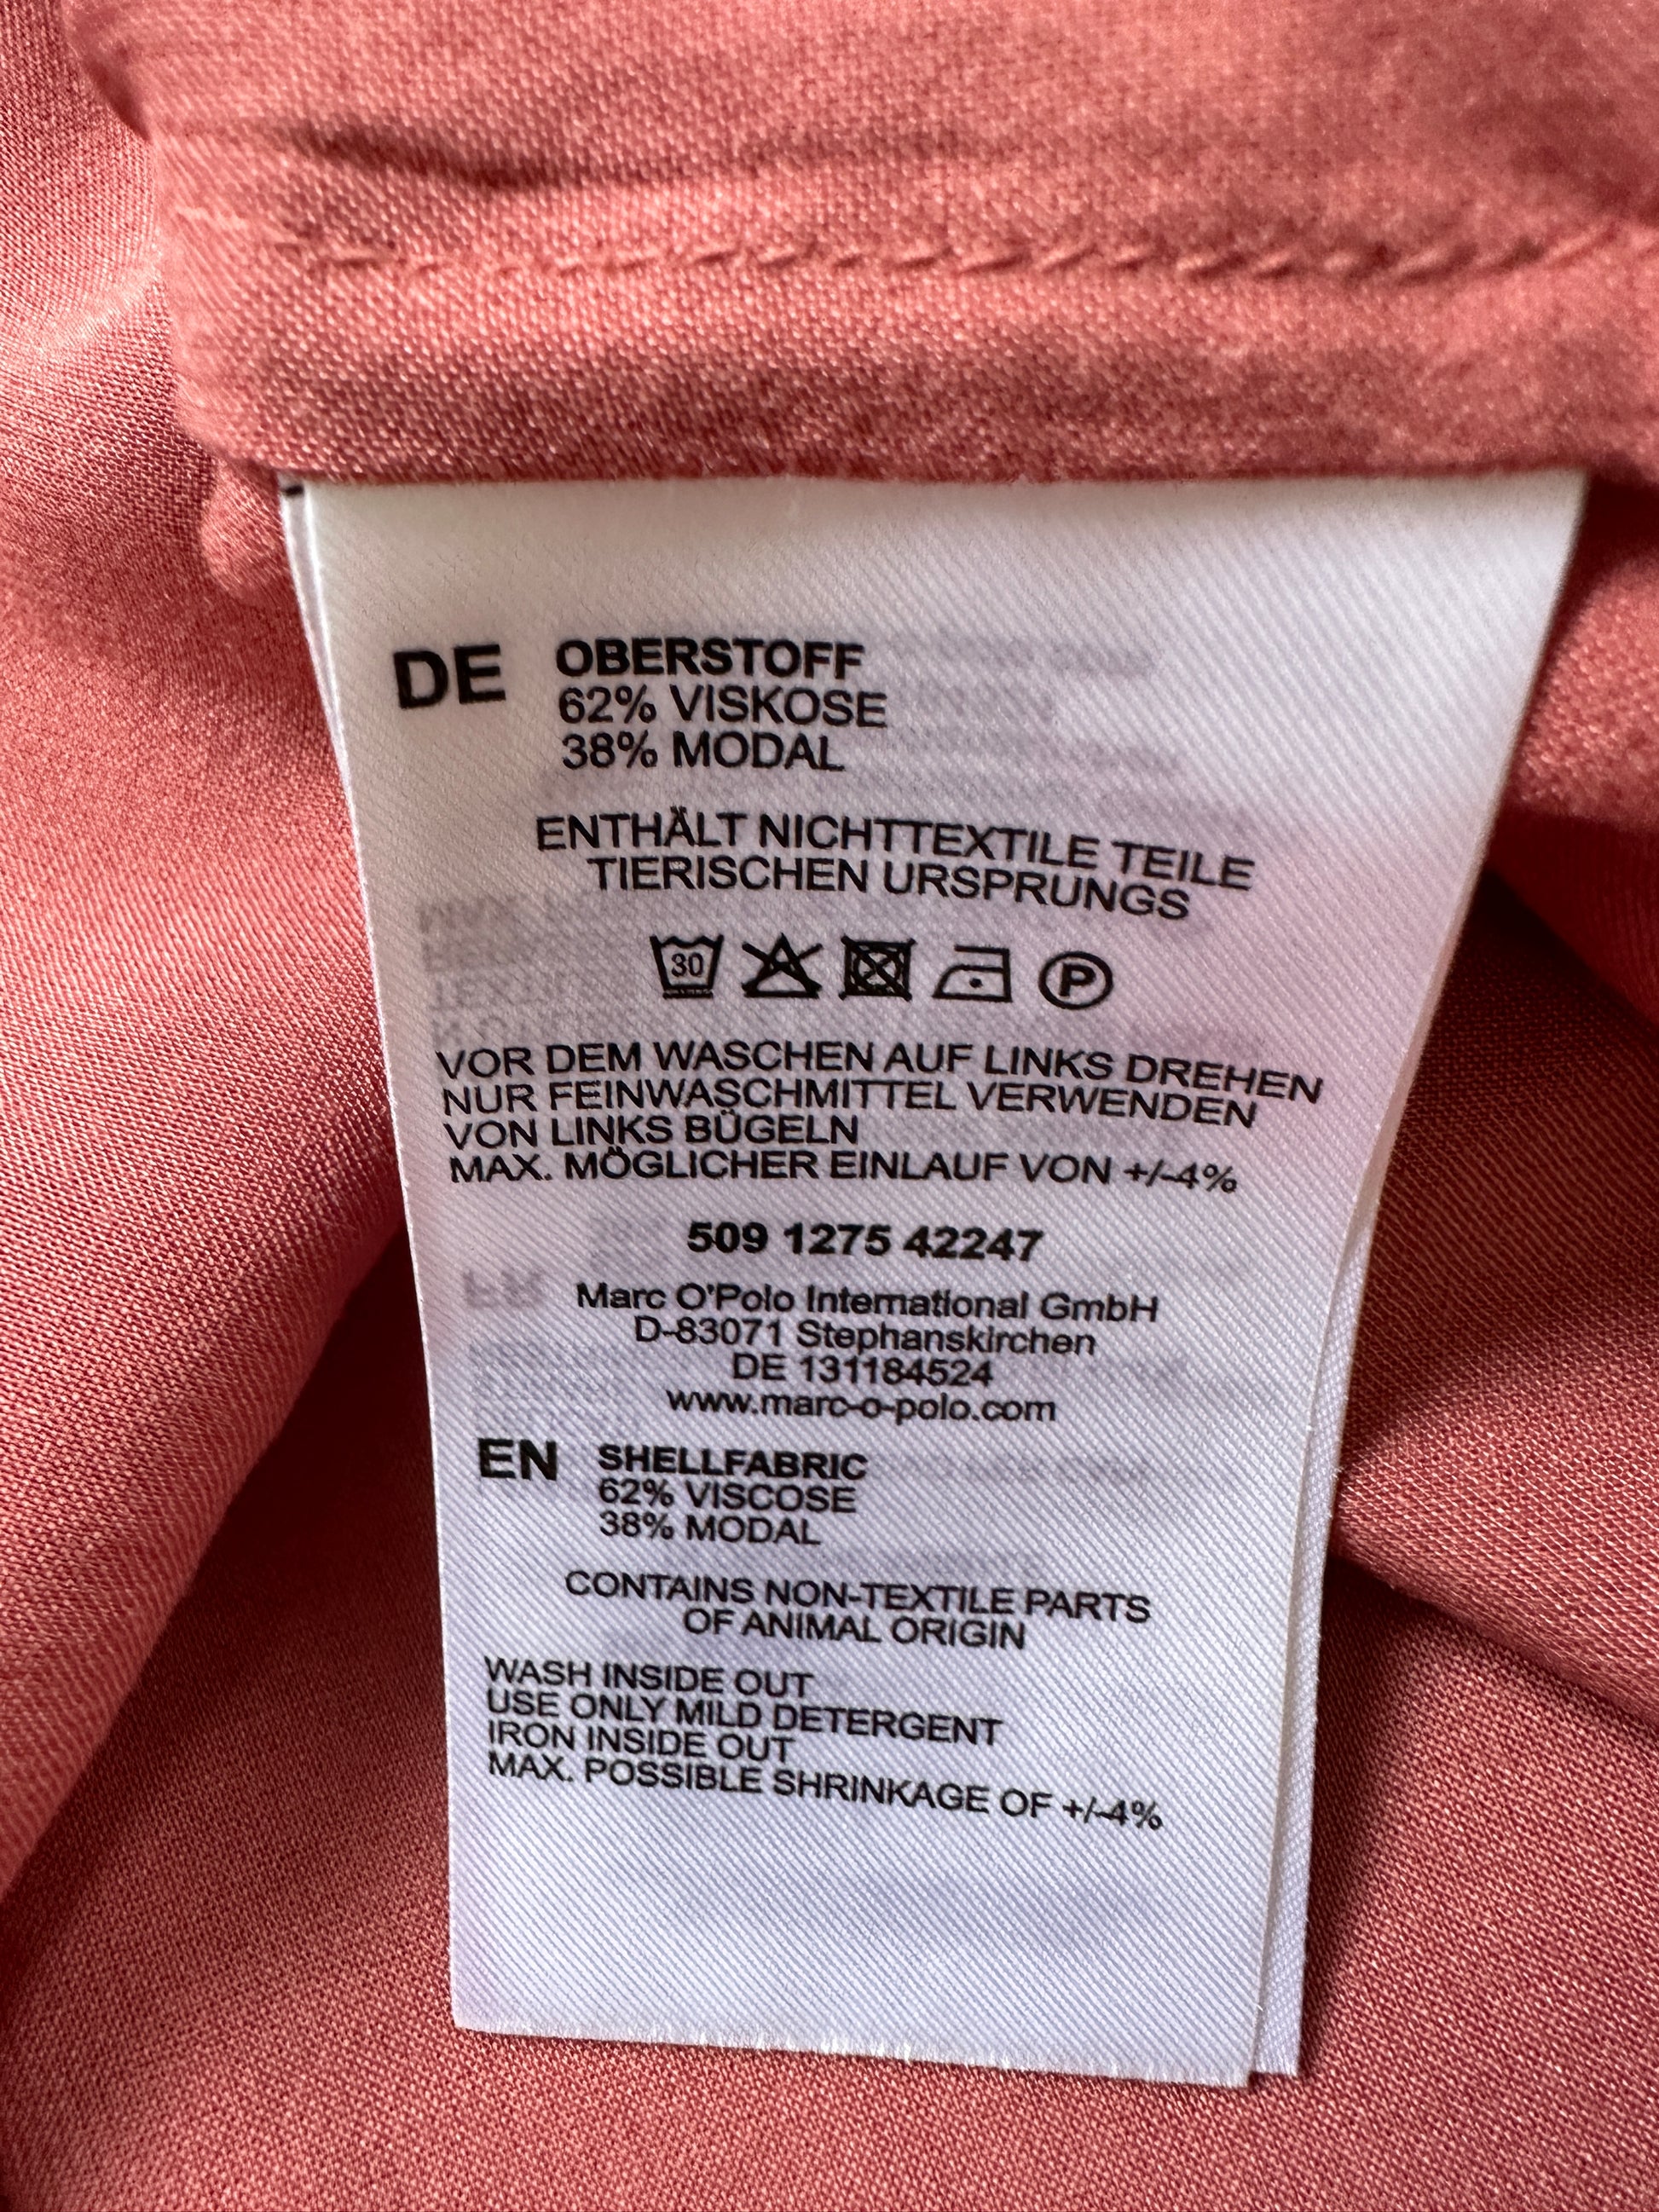 DE OBERSTOFF
62% VISKOSE
38% MODAL
ENTHÄLT NICHTTEXTILE TEILE
TIERISCHEN URSPRUNGS
30 P
VOR DEM WASCHEN AUF LINKS DREHEN
NUR FEINWASCHMITTEL VERWENDEN
VON LINKS BÜGELN
MAX. MÖGLICHER EINLAUF VON +/-4%
509 1275 42247
Marc O'Polo International GmbH
D-83071 Stephanskirchen
DE 131184524
www.marc-o-polo.com
EN SHELLFABRIC
62% VISCOSE
38% MODAL
CONTAINS NON-TEXTILE PARTS
OF ANIMAL ORIGIN
WASH INSIDE OUT
USE ONLY MILD DETERGENT
IRON INSIDE OUT
MAX. POSSIBLE SHRINKAGE OF +/-4%